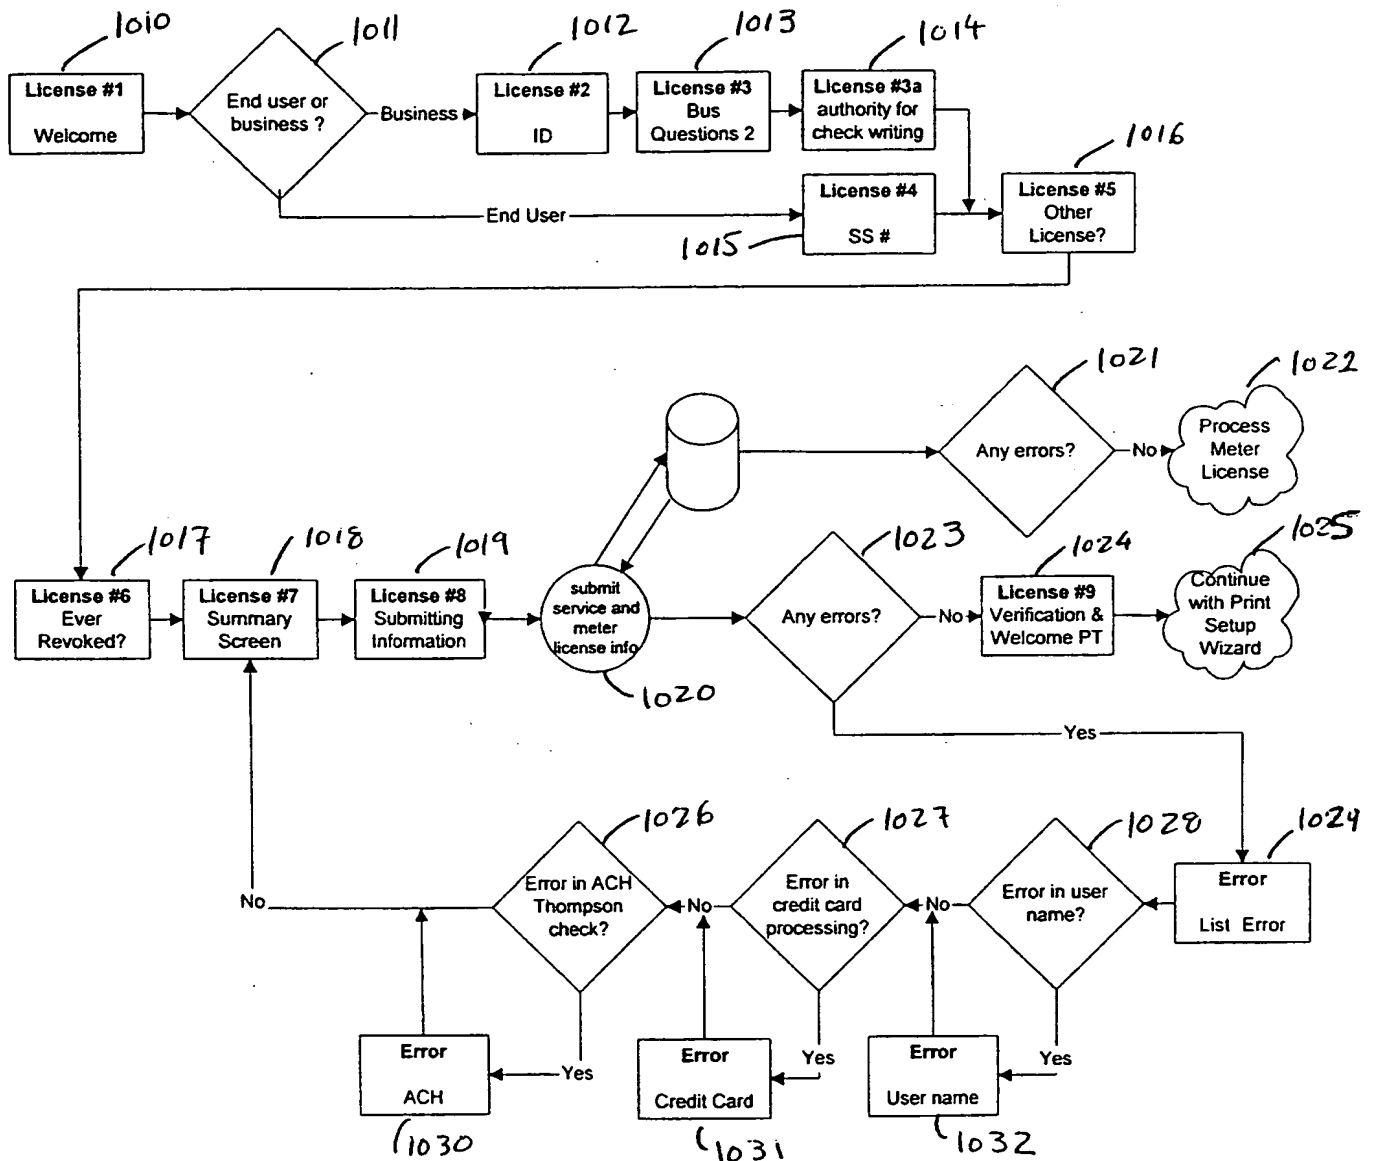 1010
1011
1012
1013
1014
License #1
Welcome
End user or
business ?
Business
License #2
ID
License #3
Bus
Questions 2
License #3a
authority for
check writing
1016
License #4
SS #
End User
1015
License #5
Other
License?
1021
1022
Any errors?
No
Process
Meter
License
1017
1018
1019
1023
1024
1025
License #6
Ever
Revoked?
License #7
Summary
Screen
License #8
Submitting
Information
submit
service and
meter
license info
1020
Any errors?
No
License #9
Verification &
Welcome PT
Continue
with Print
Setup
Wizard
Yes
1026
1027
1028
1029
No
Error in ACH
Thompson
check?
No
Error in
credit card
processing?
No
Error in user
name?
Error
List Error
Error
ACH
Yes
Error
Credit Card
Yes
Error
User name
Yes
1030
1031
1032